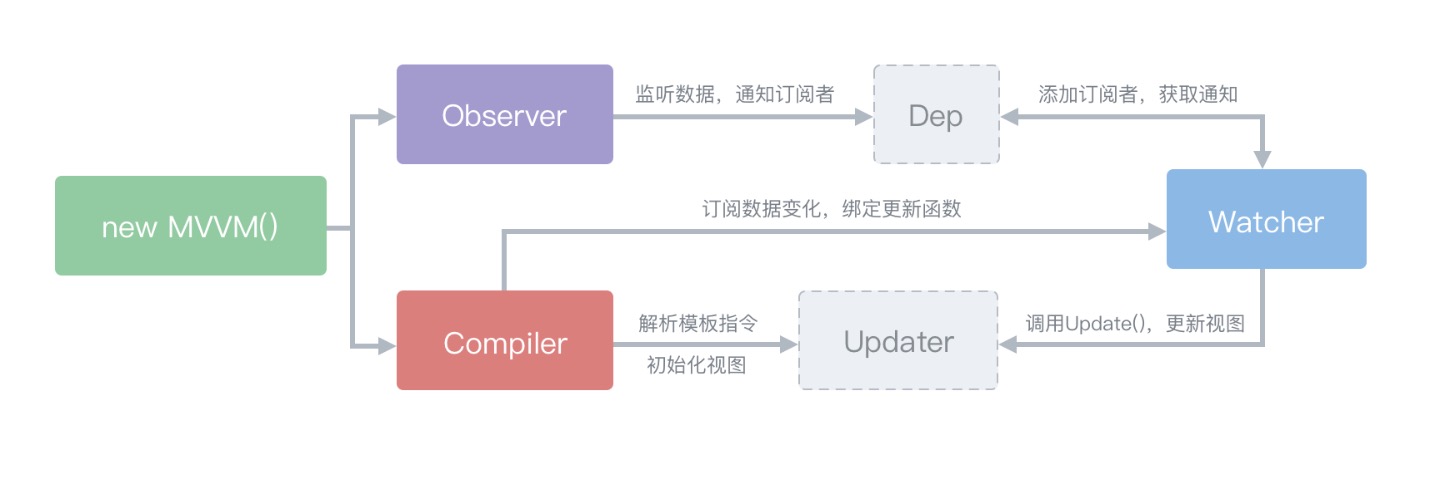 Observer
监听数据，通知订阅者
Dep
添加订阅者，获取通知
new MVVM()
订阅数据变化，绑定更新函数
Watcher
Compiler
解析模板指令
初始化视图
Updater
调用Update()，更新视图